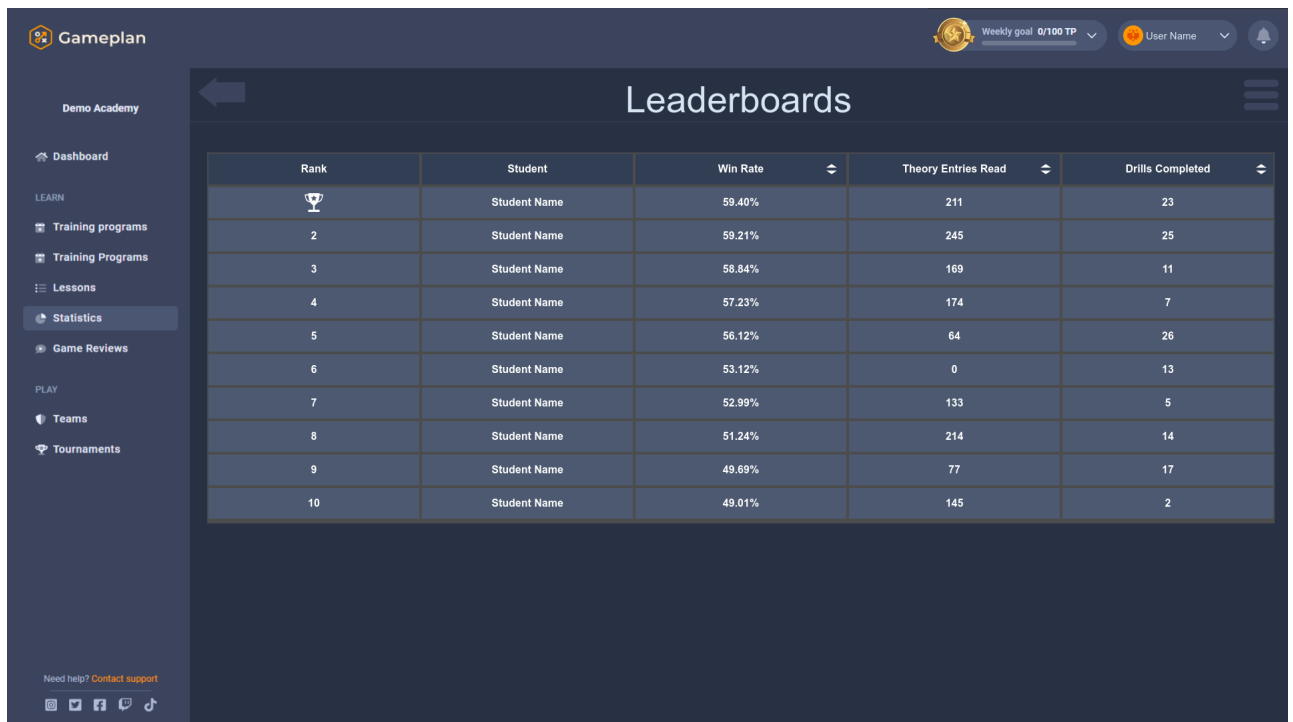 Gameplan
Weekly goal 0/100 TP
User Name
Demo Academy
Dashboard
LEARN
Training programs
Training Programs
Lessons
Statistics
Game Reviews
PLAY
Teams
Tournaments
Need help? Contact support
Leaderboards
Rank Student Win Rate Theory Entries Read Drills Completed
Student Name 59.40% 211 23
2 Student Name 59.21% 245 25
3 Student Name 58.84% 169 11
4 Student Name 57.23% 174 7
5 Student Name 56.12% 64 26
6 Student Name 53.12% 0 13
7 Student Name 52.99% 133 5
8 Student Name 51.24% 214 14
9 Student Name 49.69% 77 17
10 Student Name 49.01% 145 2